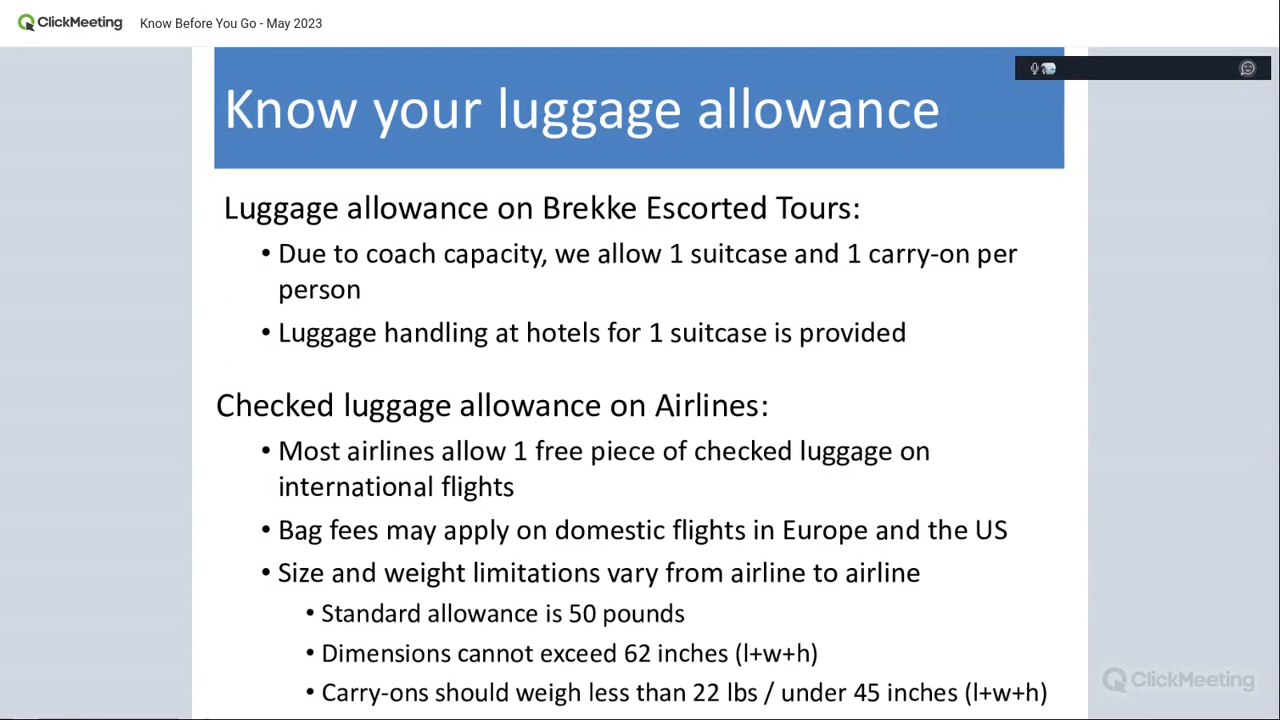 ClickMeeting Know Before You Go - May 2023
Know your luggage allowance
Luggage allowance on Brekke Escorted Tours:
• Due to coach capacity, we allow 1 suitcase and 1 carry-on per
person
• Luggage handling at hotels for 1 suitcase is provided
Checked luggage allowance on Airlines:
• Most airlines allow 1 free piece of checked luggage on
international flights
• Bag fees may apply on domestic flights in Europe and the US
• Size and weight limitations vary from airline to airline
• Standard allowance is 50 pounds
• Dimensions cannot exceed 62 inches (l+w+h)
• Carry-ons should weigh less than 22 lbs / under 45 inches (l+w+h)
ClickMeeting